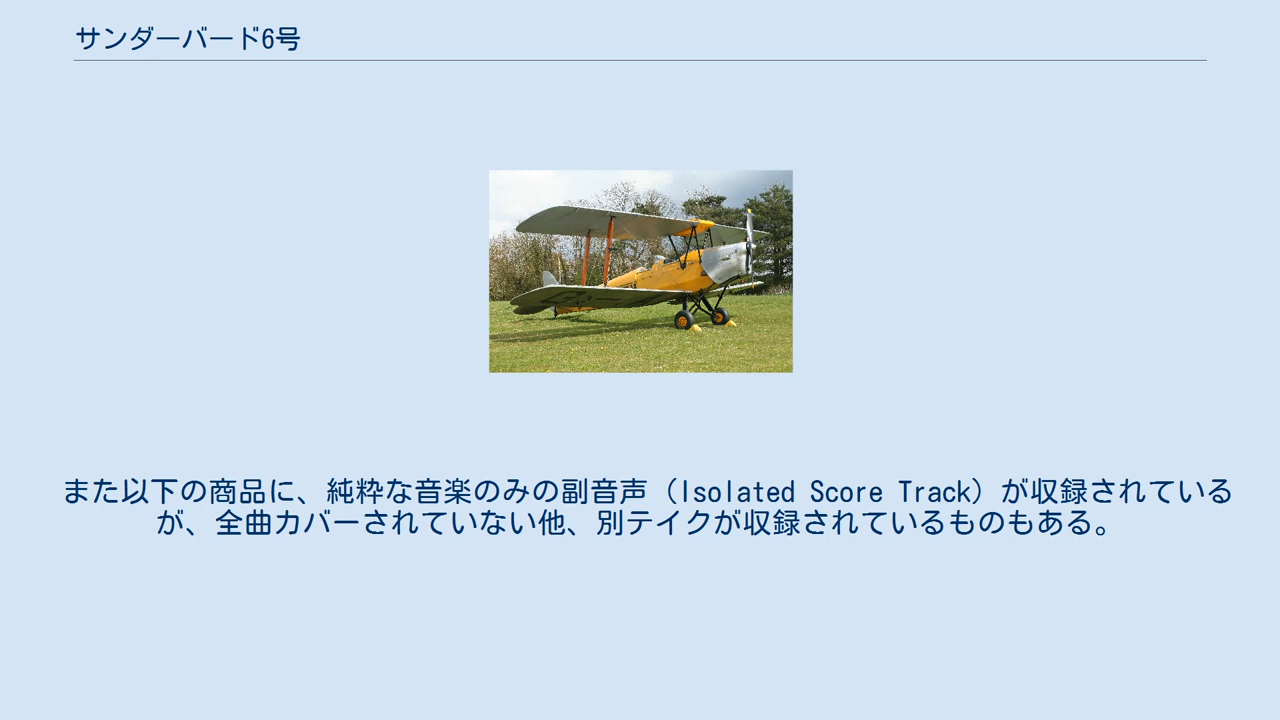 サンダーバード6号
また以下の商品に、純粋な音楽のみの副音声（Isolated Score Track）が収録されている
が、全曲カバーされていない他、別テイクが収録されているものもある。